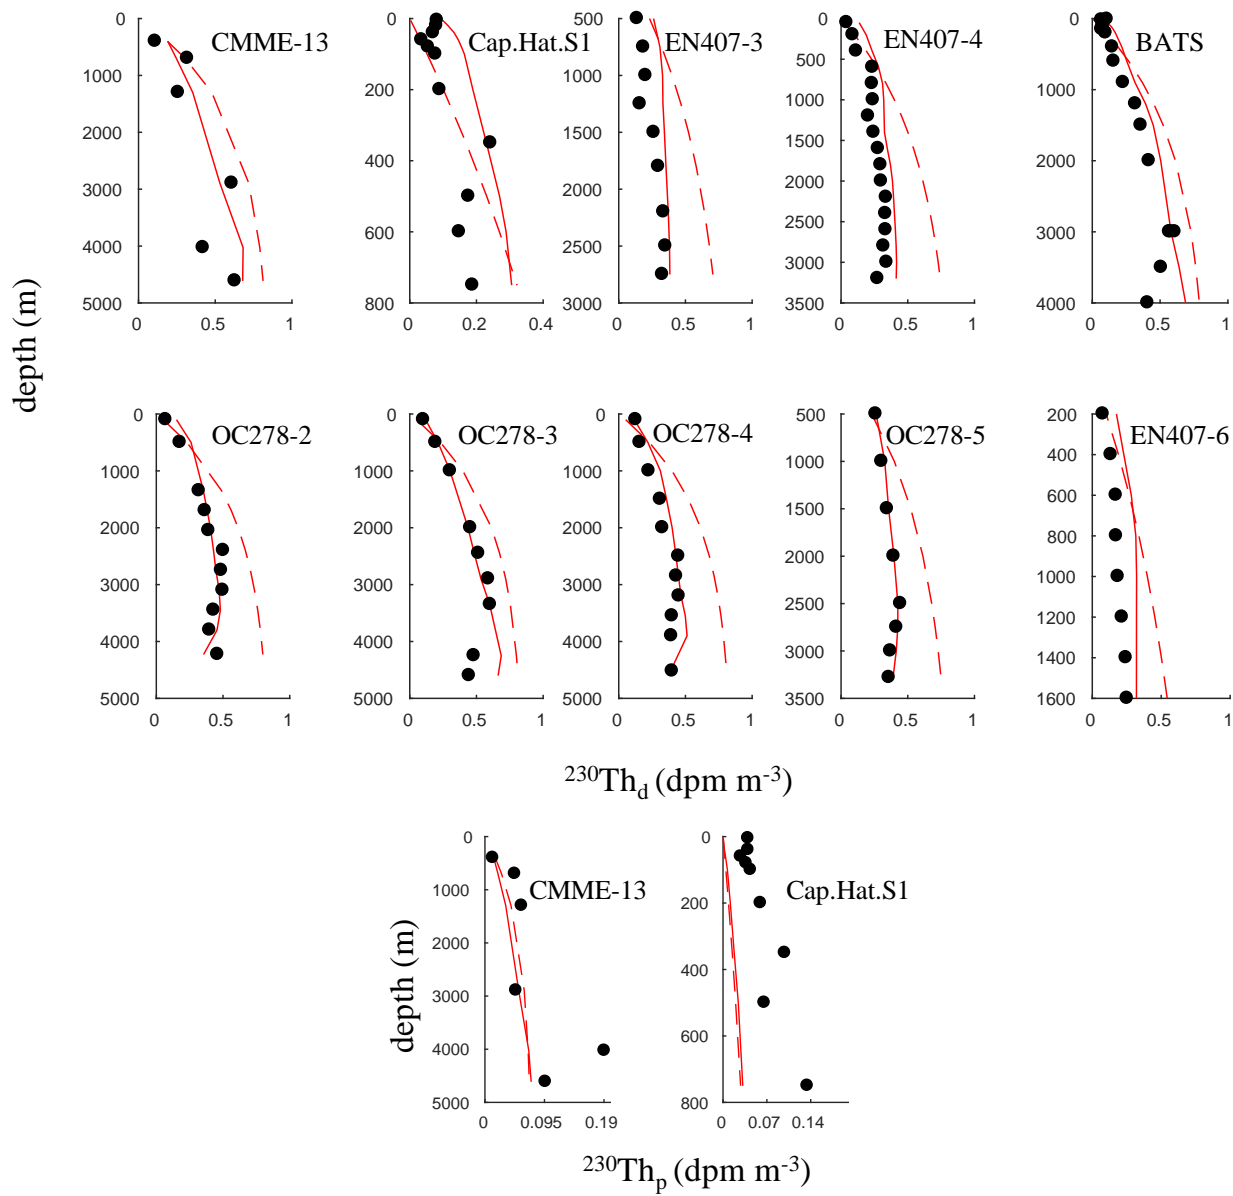 CMME-13
Cap.Hat.S1
EN407-3
EN407-4
BATS
0
1000
2000
3000
4000
5000
0 0.5 1
0
200
400
600
800
0 0.2 0.4
500
1000
1500
2000
2500
3000
0 0.5 1
0
500
1000
1500
2000
2500
3000
3500
0 0.5 1
0
1000
2000
3000
4000
0 0.5 1
depth (m)
OC278-2
OC278-3
OC278-4
OC278-5
EN407-6
0
1000
2000
3000
4000
5000
0 0.5 1
0
1000
2000
3000
4000
5000
0 0.5 1
0
1000
2000
3000
4000
5000
0 0.5 1
500
1000
1500
2000
2500
3000
3500
0 0.5 1
200
400
600
800
1000
1200
1400
1600
0 0.5 1
²³⁰Th_d (dpm m⁻³)
CMME-13
Cap.Hat.S1
0
1000
2000
3000
4000
5000
0 0.095 0.19
0
200
400
600
800
0 0.07 0.14
depth (m)
²³⁰Th_p (dpm m⁻³)